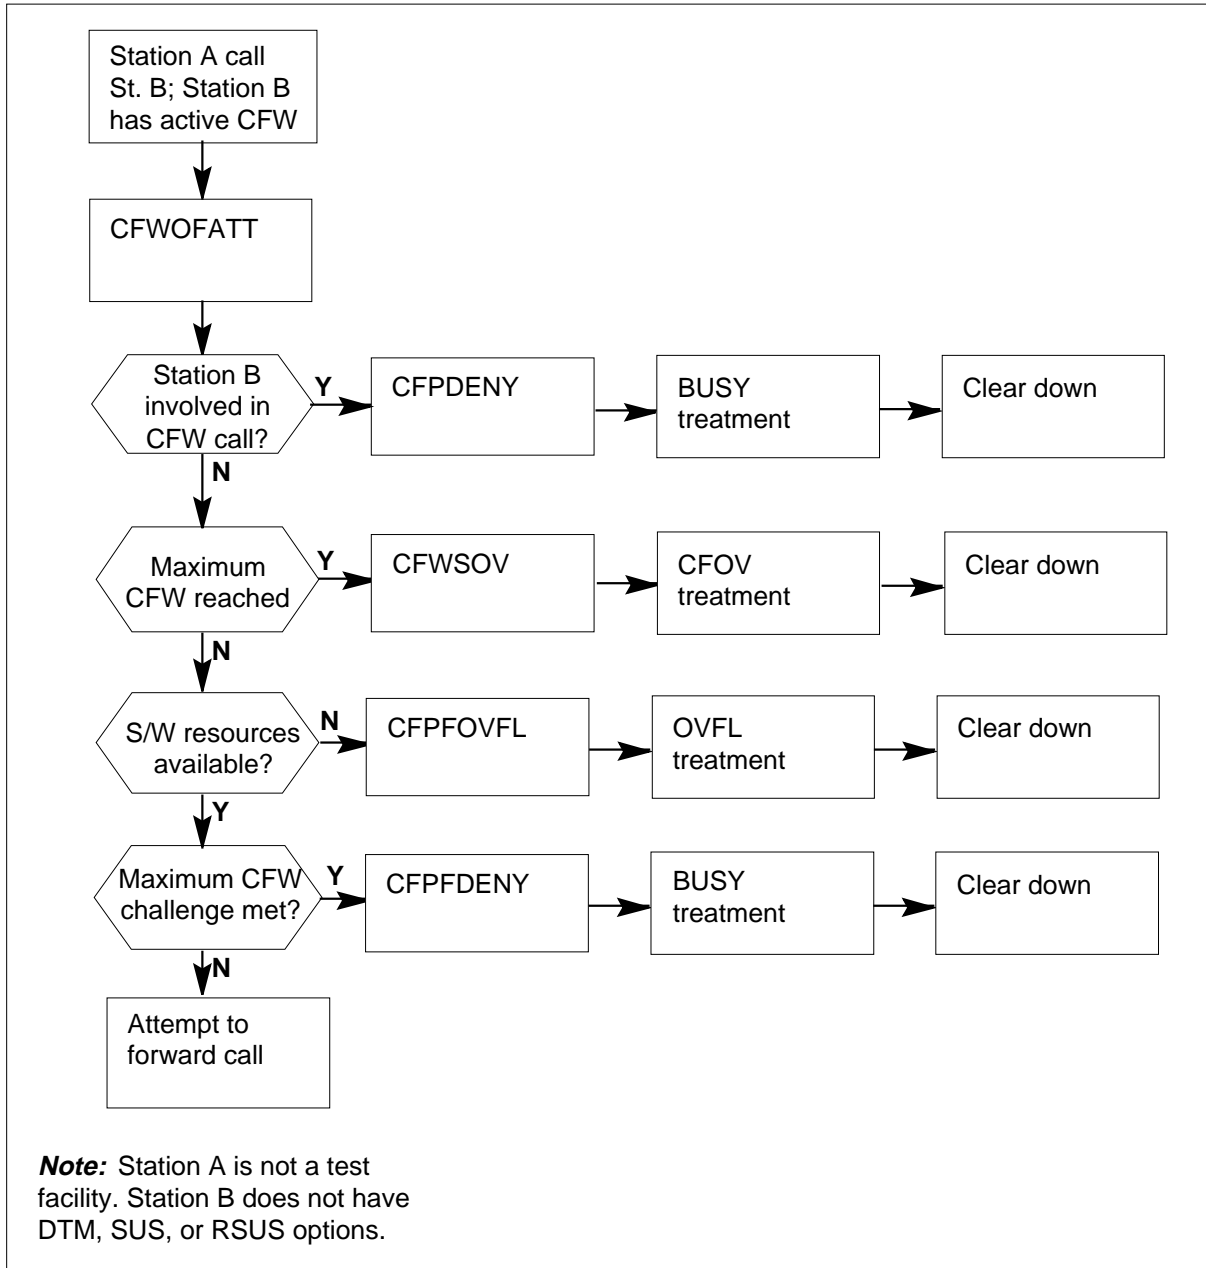 Station A call
St. B; Station B
has active CFW
CFWOFATT
Station B
involved in
CFW call?
Y
CFPDENY
BUSY
treatment
Clear down
N
Maximum
CFW reached
Y
CFWSOV
CFOV
treatment
Clear down
N
S/W resources
available?
N
CFPFOVFL
OVFL
treatment
Clear down
Y
Maximum CFW
challenge met?
Y
CFPFDENY
BUSY
treatment
Clear down
N
Attempt to
forward call
Note: Station A is not a test
facility. Station B does not have
DTM, SUS, or RSUS options.